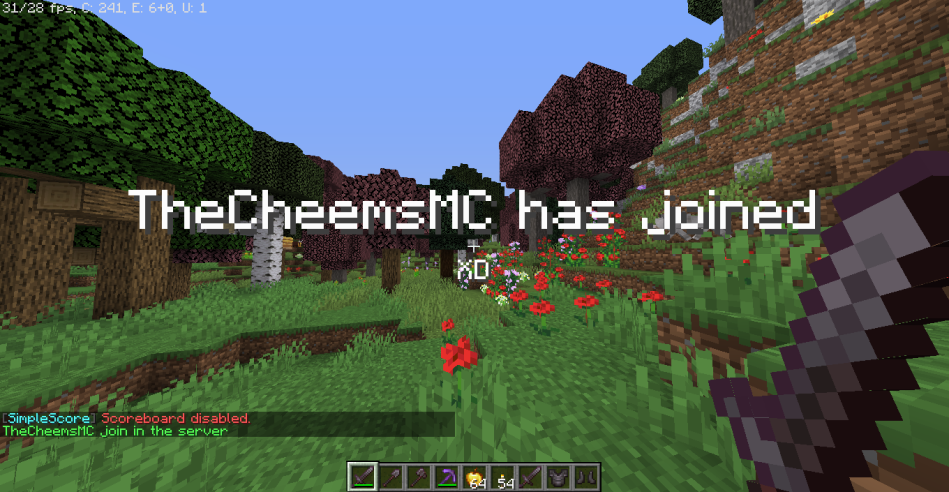 31/28 fps, C: 241, E: 6+0, U: 1
TheCheemsMC has joined
XD
[SimpleScore] Scoreboard disabled.
TheCheemsMC join in the server
64
54